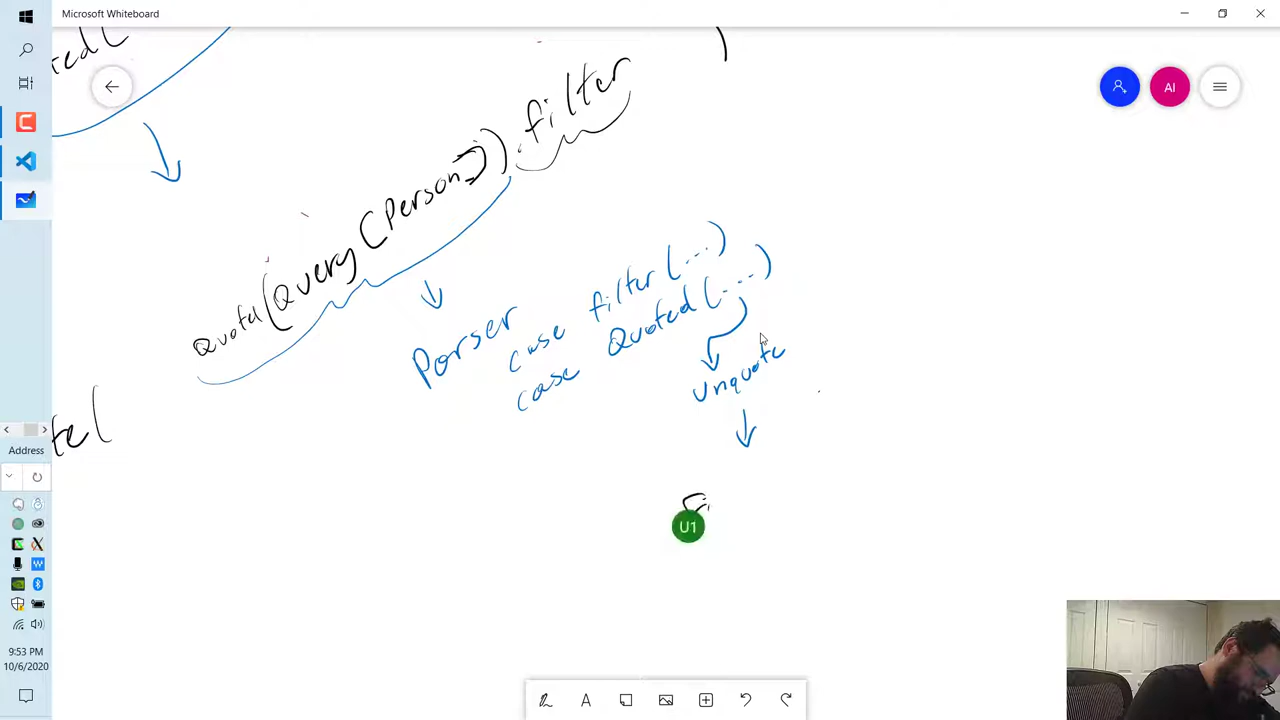 Microsoft Whiteboard
AI
.filter
Quoted(Query(Person]))
Parser
case filter(...)
case Quoted(....)
unquote
Fi
U1
Address
9:53 PM
10/6/2020